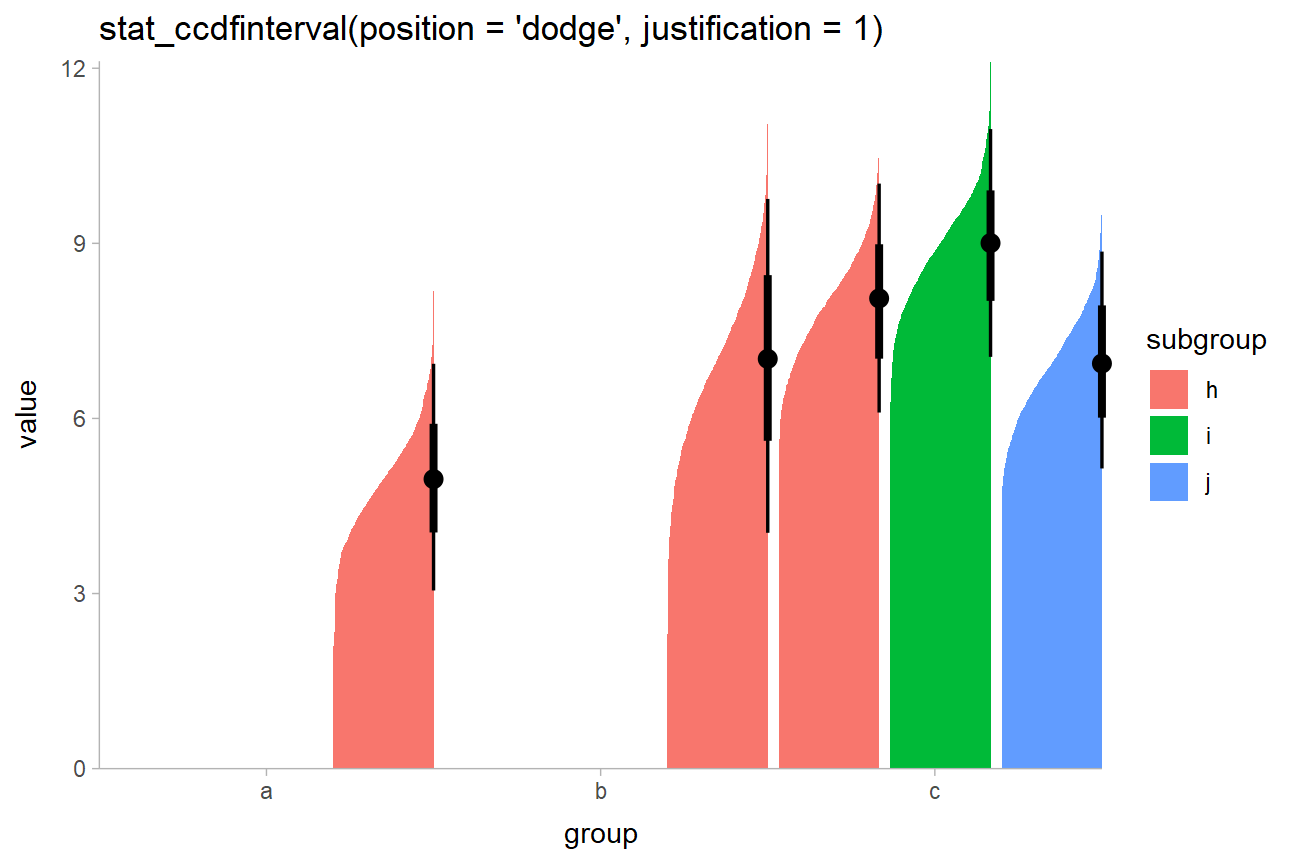 stat_ccdfinterval(position = 'dodge', justification = 1)
12
9
6
3
0
value
a b c
group
subgroup
h
i
j